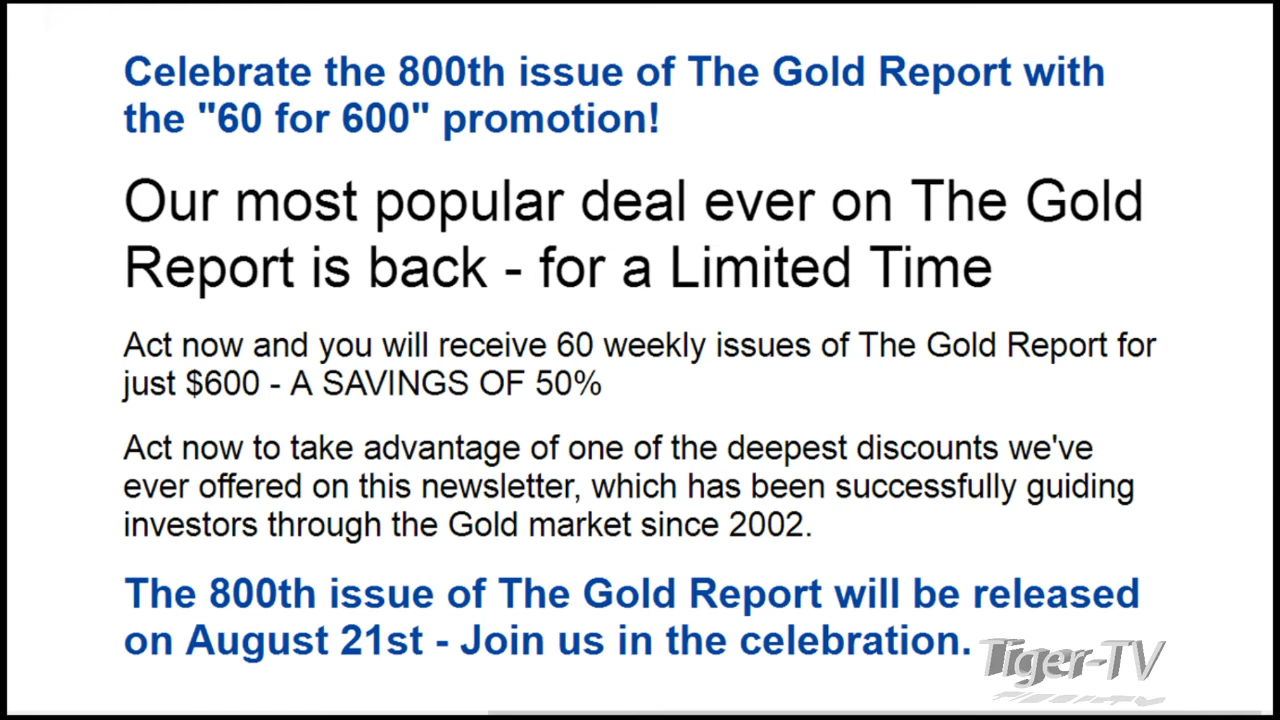 Celebrate the 800th issue of The Gold Report with
the "60 for 600" promotion!
Our most popular deal ever on The Gold
Report is back - for a Limited Time
Act now and you will receive 60 weekly issues of The Gold Report for
just $600 - A SAVINGS OF 50%
Act now to take advantage of one of the deepest discounts we've
ever offered on this newsletter, which has been successfully guiding
investors through the Gold market since 2002.
The 800th issue of The Gold Report will be released
on August 21st - Join us in the celebration.
Tiger-TV